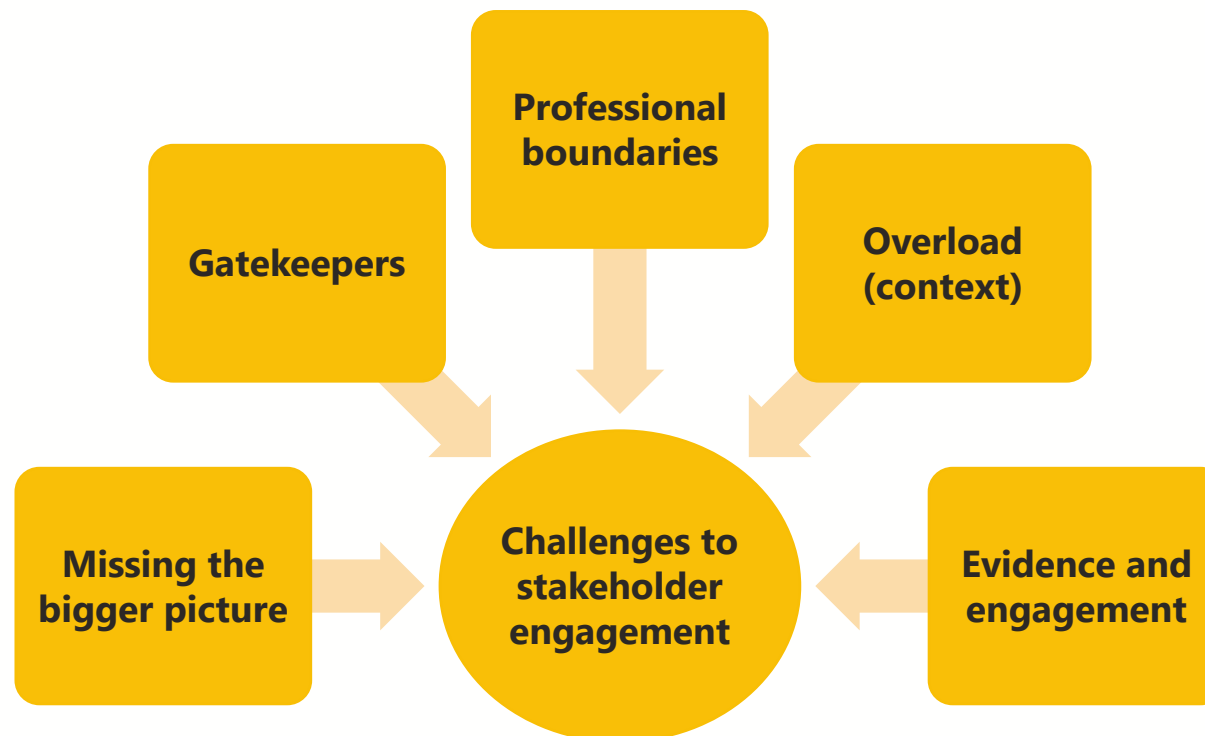 Professional
boundaries
Gatekeepers
Overload
(context)
Missing the
bigger picture
Challenges to
stakeholder
engagement
Evidence and
engagement